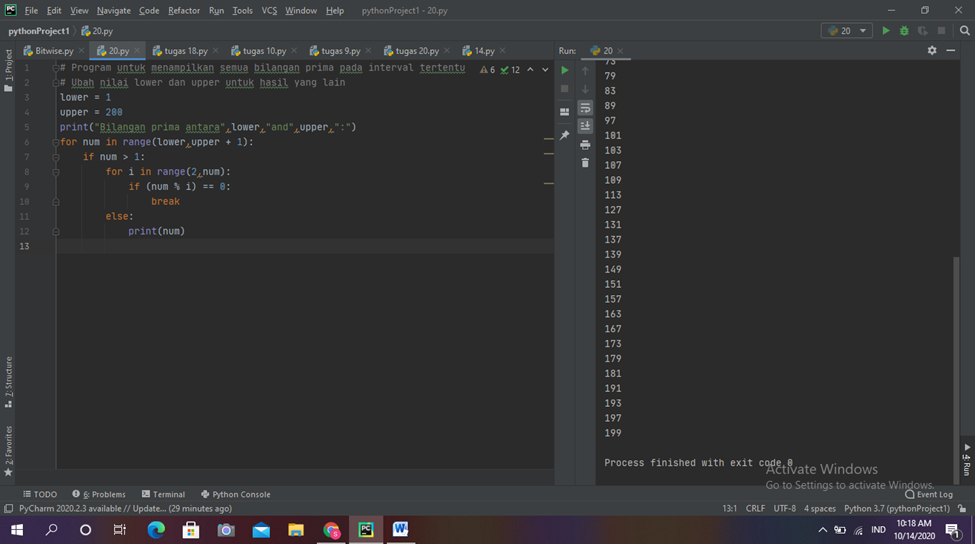 File Edit View Navigate Code Refactor Run Tools VCS Window Help pythonProject1 - 20.py
pythonProject1 20.py
20
Bitwise.py 20.py tugas 18.py tugas 10.py tugas 9.py tugas 20.py 14.py
Run: 20
1: Project
7: Structure
2: Favorites
1 # Program untuk menampilkan semua bilangan prima pada interval tertentu
2 # Ubah nilai lower dan upper untuk hasil yang lain
3 lower = 1
4 upper = 200
5 print("Bilangan prima antara",lower,"and",upper,":")
6 for num in range(lower,upper + 1):
7 if num > 1:
8 for i in range(2,num):
9 if (num % i) == 0:
10 break
11 else:
12 print(num)
13
6 12
73
79
83
89
97
101
103
107
109
113
127
131
137
139
149
151
157
163
167
173
179
181
191
193
197
199
Process finished with exit code 0
Activate Windows
Go to Settings to activate Windows.
4: Run
TODO 6: Problems Terminal Python Console Event Log
PyCharm 2020.2.3 available // Update... (29 minutes ago) 13:1 CRLF UTF-8 4 spaces Python 3.7 (pythonProject1)
IND
10:18 AM
10/14/2020
1